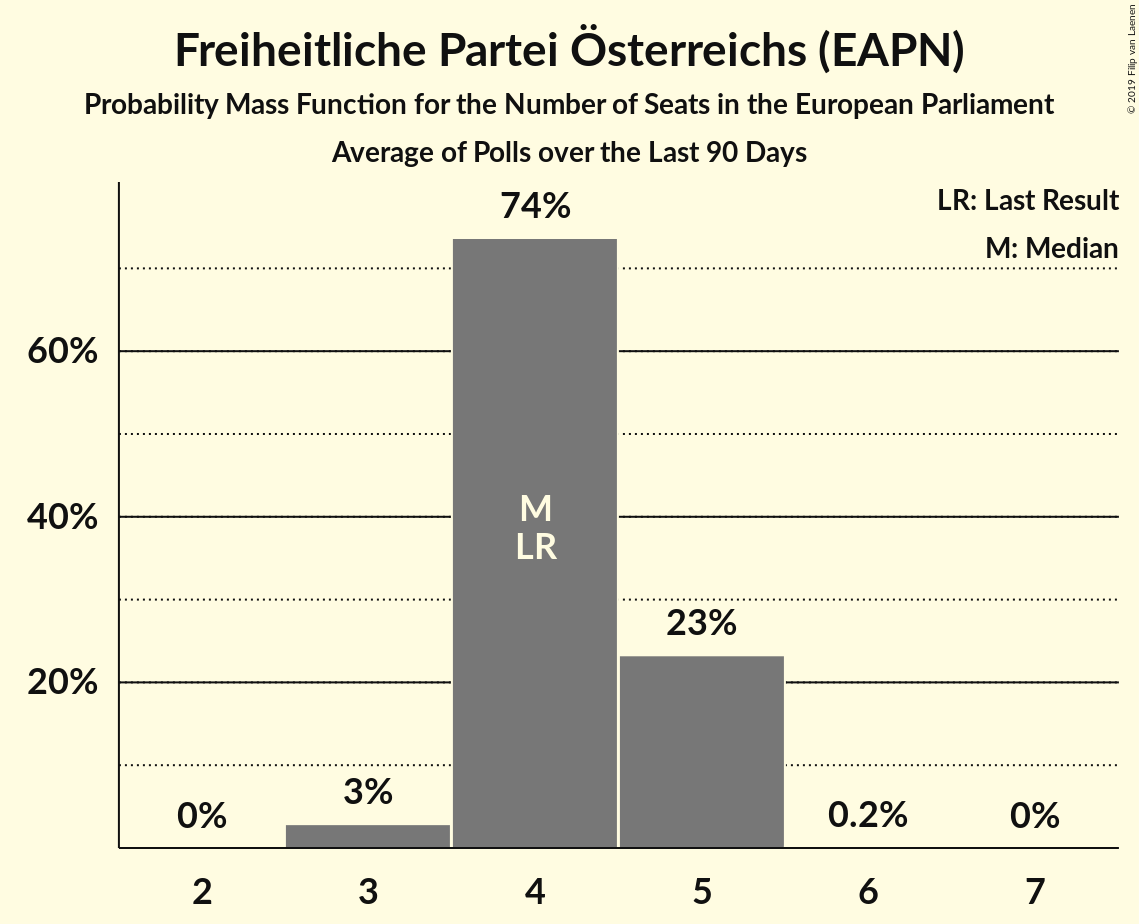 Freiheitliche Partei Österreichs (EAPN)
Probability Mass Function for the Number of Seats in the European Parliament
Average of Polls over the Last 90 Days
© 2019 Filip van Laenen
LR: Last Result
M: Median
74%
60%
40%
20%
M
LR
23%
0%
3%
0.2%
0%
2
3
4
5
6
7